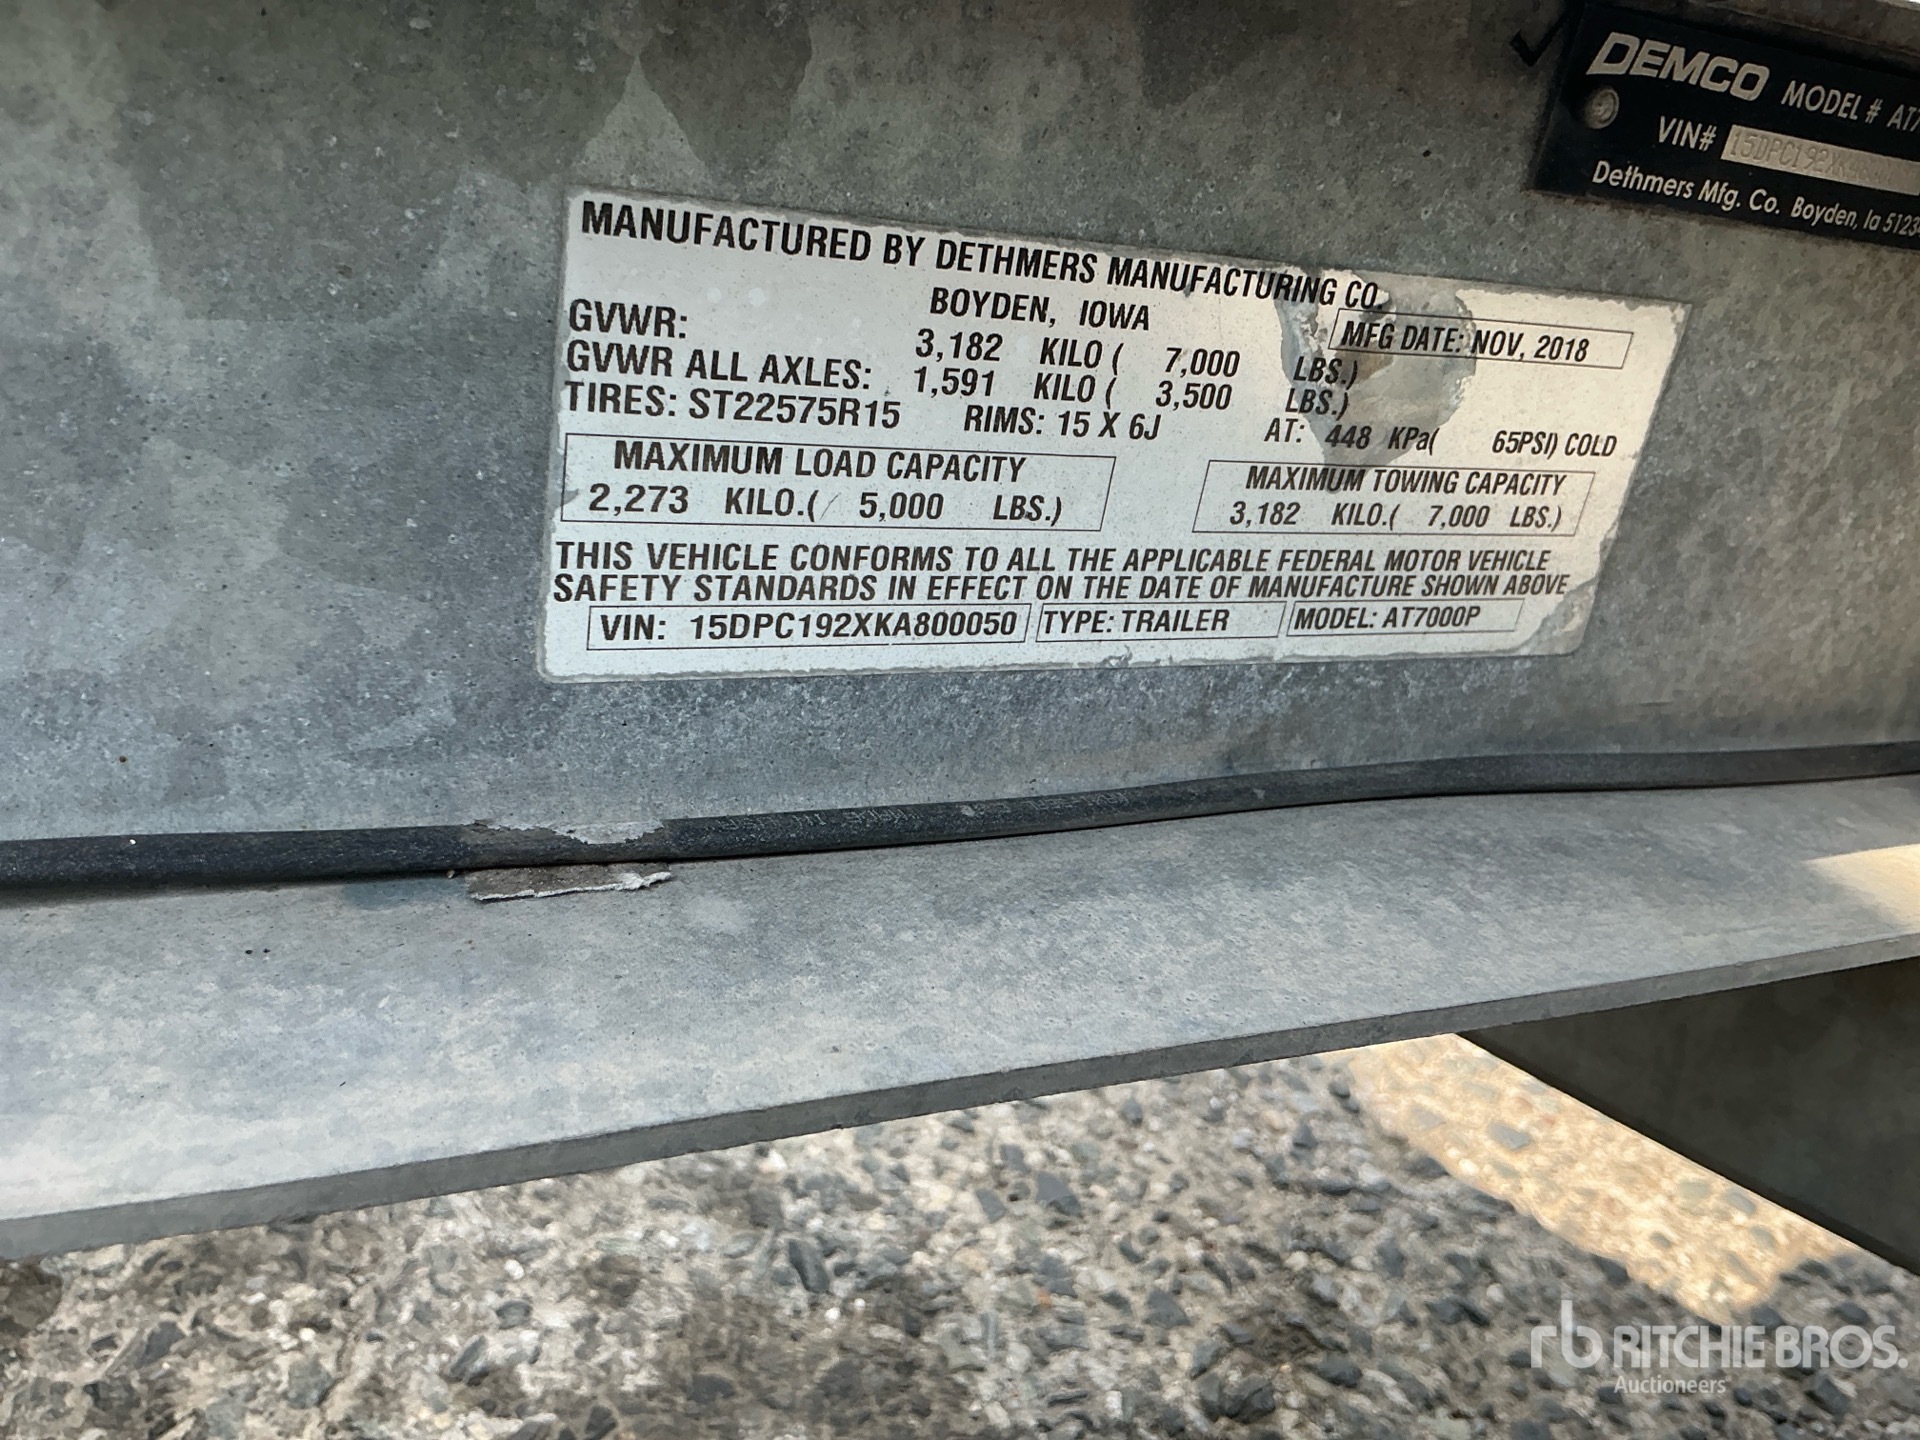 DEMCO MODEL # AT7
VIN# 15DPC192XKA800
Dethmers Mfg. Co. Boyden, Ia 5123
MANUFACTURED BY DETHMERS MANUFACTURING CO.
BOYDEN, IOWA
MFG DATE: NOV, 2018
GVWR: 3,182 KILO ( 7,000 LBS.)
GVWR ALL AXLES: 1,591 KILO ( 3,500 LBS.)
TIRES: ST22575R15 RIMS: 15 X 6J AT: 448 KPa( 65PSI) COLD
MAXIMUM LOAD CAPACITY
2,273 KILO.( 5,000 LBS.)
MAXIMUM TOWING CAPACITY
3,182 KILO.( 7,000 LBS.)
THIS VEHICLE CONFORMS TO ALL THE APPLICABLE FEDERAL MOTOR VEHICLE
SAFETY STANDARDS IN EFFECT ON THE DATE OF MANUFACTURE SHOWN ABOVE
VIN: 15DPC192XKA800050 TYPE: TRAILER MODEL: AT7000P
rb RITCHIE BROS.
Auctioneers